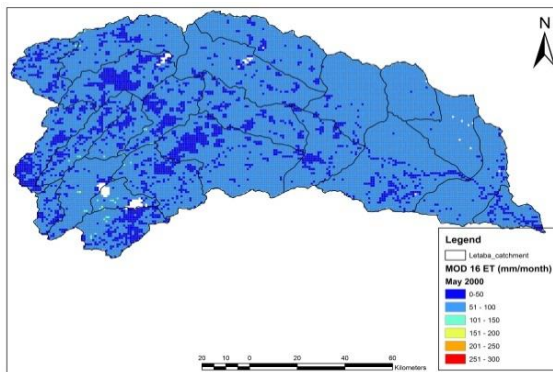 N
Legend
Letaba_catchment
MOD 16 ET (mm/month)
May 2000
0-50
51 - 100
101 - 150
151 - 200
201 - 250
251 - 300
20 10 0 20 40 60
Kilometers